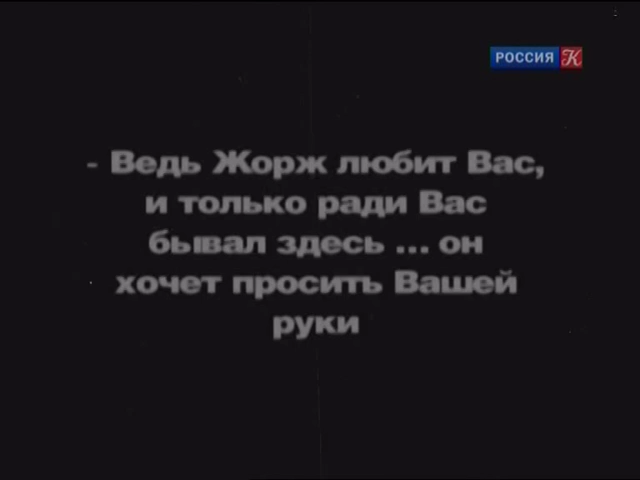 РОССИЯ К
- Ведь Жорж любит Вас,
и только ради Вас
бывал здесь ... он
хочет просить Вашей
руки